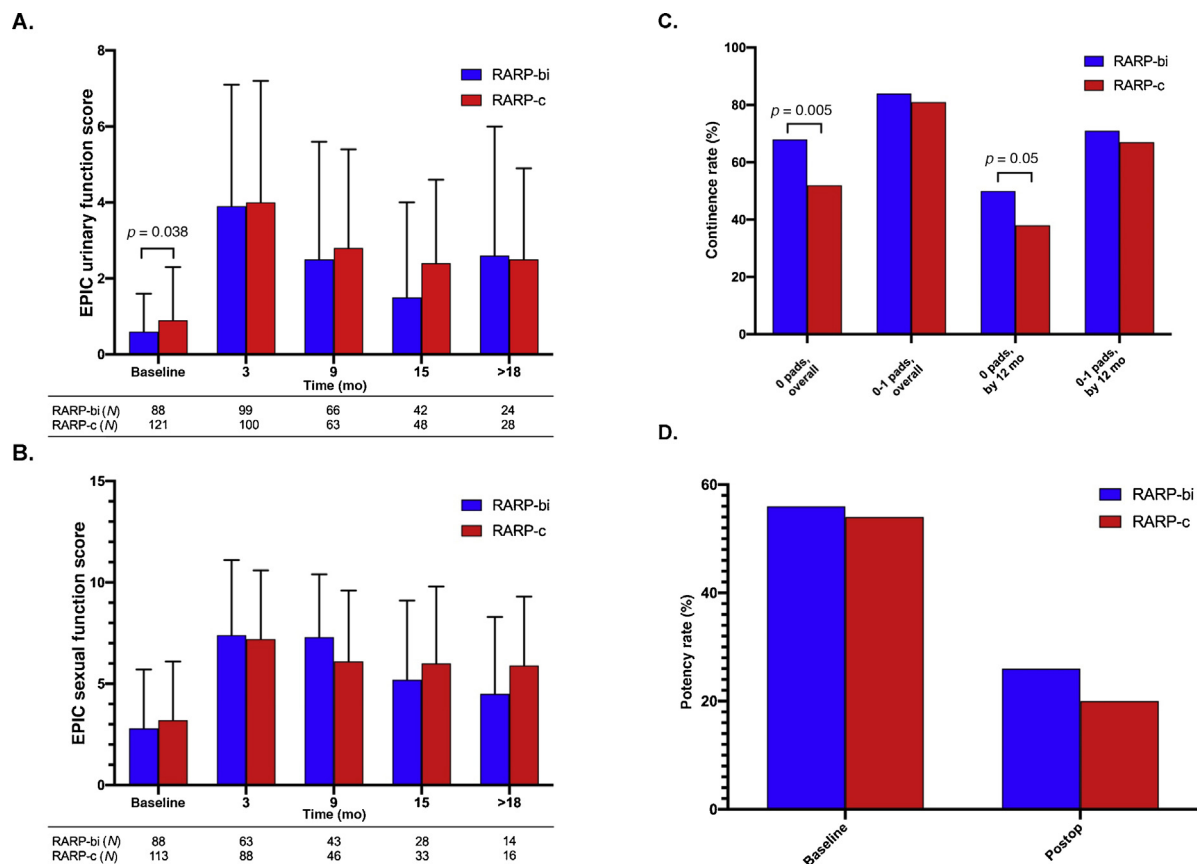 A.
8
6
4
2
0
EPIC urinary function score
RARP-bi
RARP-c
p = 0.038
Baseline 3 9 15 >18
Time (mo)
RARP-bi (N) 88 99 66 42 24
RARP-c (N) 121 100 63 48 28
B.
15
10
5
0
EPIC sexual function score
RARP-bi
RARP-c
Baseline 3 9 15 >18
Time (mo)
RARP-bi (N) 88 63 43 28 14
RARP-c (N) 113 88 46 33 16
C.
100
80
60
40
20
0
Continence rate (%)
RARP-bi
RARP-c
p = 0.005
p = 0.05
0 pads,
overall
0-1 pads,
overall
0 pads,
by 12 mo
0-1 pads,
by 12 mo
D.
60
40
20
0
Potency rate (%)
RARP-bi
RARP-c
Baseline
Postop